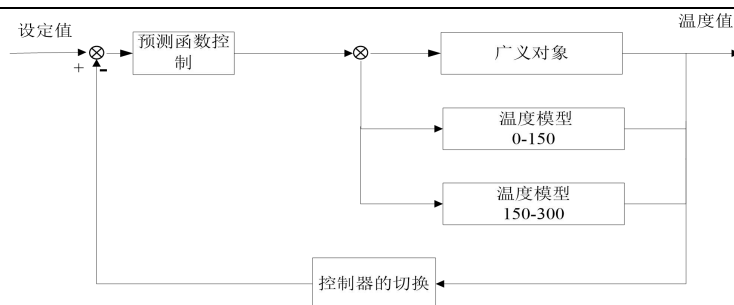 设定值
温度值
+
-
预测函数控
制
广义对象
温度模型
0-150
温度模型
150-300
控制器的切换